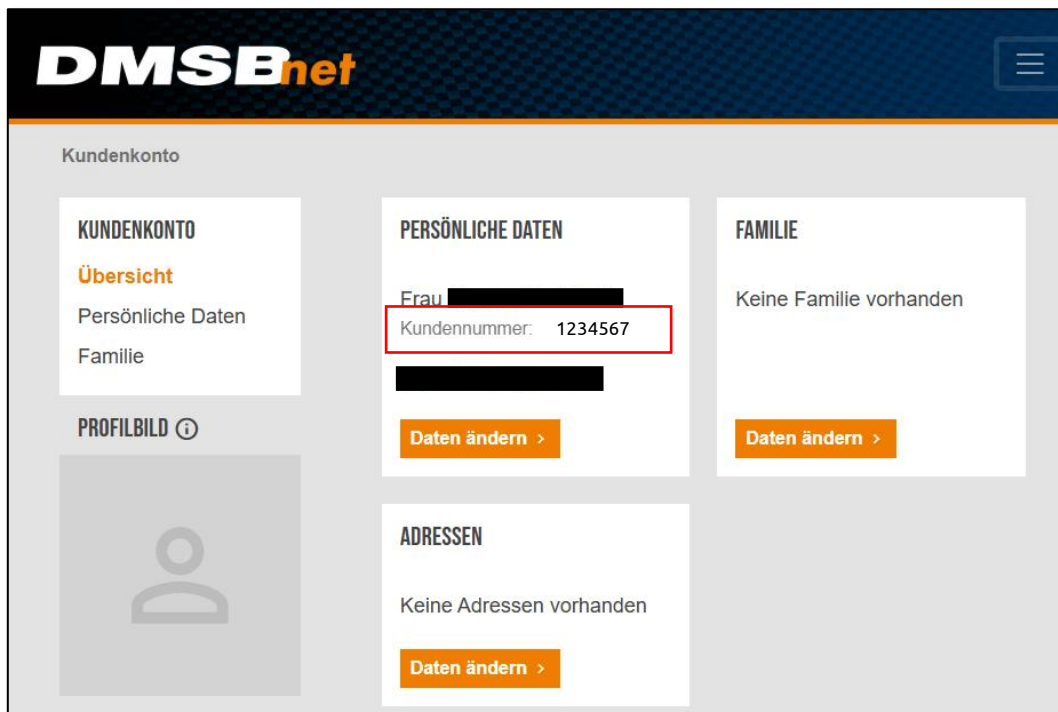 DMSBnet
Kundenkonto
KUNDENKONTO
Übersicht
Persönliche Daten
Familie
PROFILBILD
PERSÖNLICHE DATEN
Frau
Kundennummer: 1234567
Daten ändern >
FAMILIE
Keine Familie vorhanden
Daten ändern >
ADRESSEN
Keine Adressen vorhanden
Daten ändern >